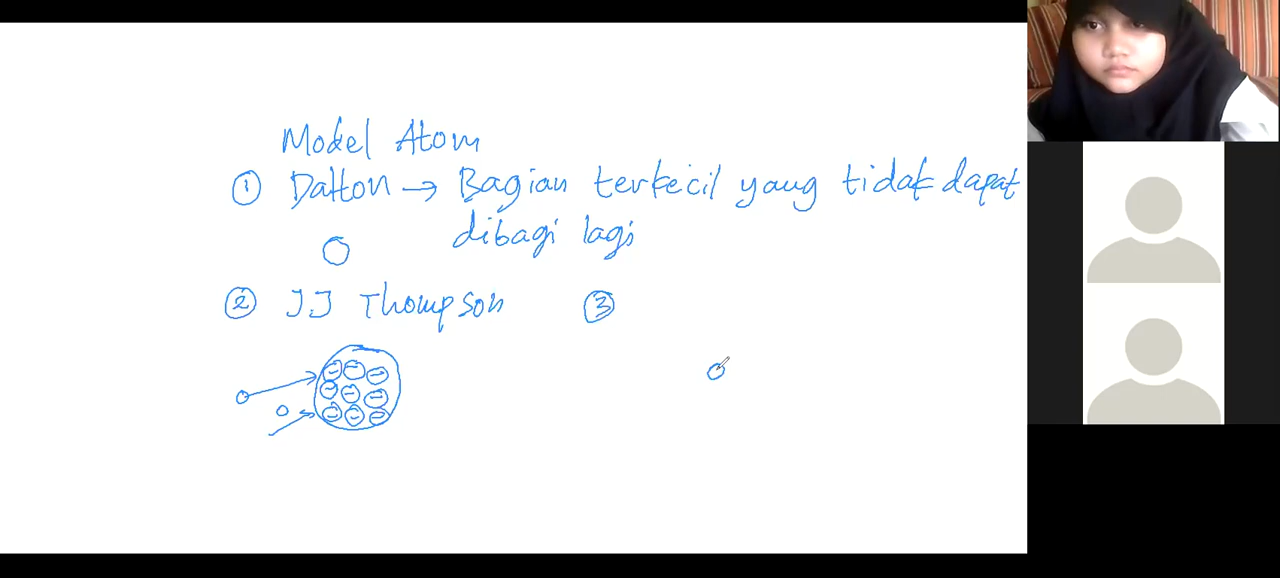 Model Atom
① Dalton → Bagian terkecil yang tidak dapat
dibagi lagi
② JJ Thompson ③